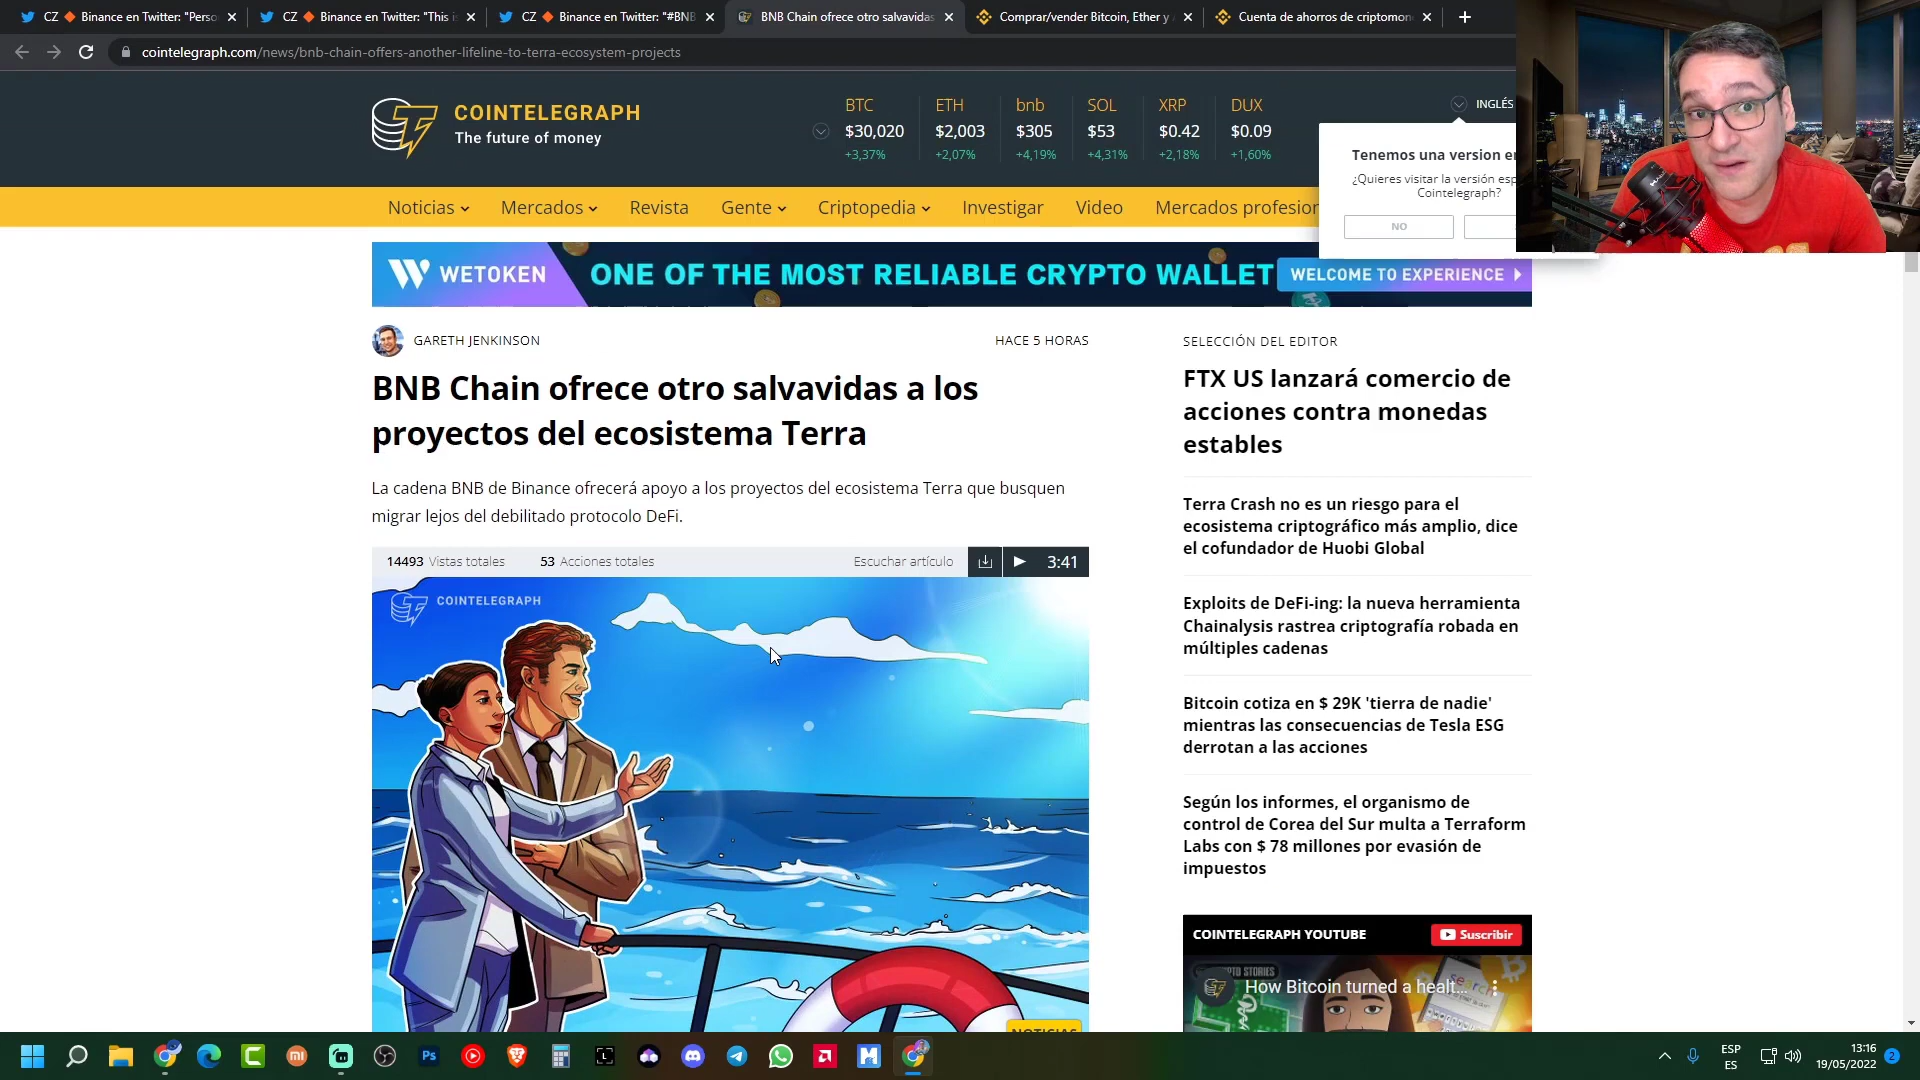 CZ Binance en Twitter: "Perso
CZ Binance en Twitter: "This i
CZ Binance en Twitter: "#BNB
BNB Chain ofrece otro salvavidas
Comprar/vender Bitcoin, Ether y
Cuenta de ahorros de criptomon
cointelegraph.com/news/bnb-chain-offers-another-lifeline-to-terra-ecosystem-projects
COINTELEGRAPH
The future of money
BTC ETH bnb SOL XRP DUX
$30,020 $2,003 $305 $53 $0.42 $0.09
+3,37% +2,07% +4,19% +4,31% +2,18% +1,60%
INGLÉS
Tenemos una version en
¿Quieres visitar la versión esp
Cointelegraph?
NO
Noticias Mercados Revista Gente Criptopedia Investigar Video Mercados profesion
WETOKEN ONE OF THE MOST RELIABLE CRYPTO WALLET WELCOME TO EXPERIENCE
GARETH JENKINSON
HACE 5 HORAS
BNB Chain ofrece otro salvavidas a los
proyectos del ecosistema Terra
La cadena BNB de Binance ofrecerá apoyo a los proyectos del ecosistema Terra que busquen
migrar lejos del debilitado protocolo DeFi.
14493 Vistas totales 53 Acciones totales Escuchar artículo 3:41
COINTELEGRAPH
NOTICIAS
SELECCIÓN DEL EDITOR
FTX US lanzará comercio de
acciones contra monedas
estables
Terra Crash no es un riesgo para el
ecosistema criptográfico más amplio, dice
el cofundador de Huobi Global
Exploits de DeFi-ing: la nueva herramienta
Chainalysis rastrea criptografía robada en
múltiples cadenas
Bitcoin cotiza en $ 29K 'tierra de nadie'
mientras las consecuencias de Tesla ESG
derrotan a las acciones
Según los informes, el organismo de
control de Corea del Sur multa a Terraform
Labs con $ 78 millones por evasión de
impuestos
COINTELEGRAPH YOUTUBE
Suscribir
How Bitcoin turned a healt...
ESP
ES
13:16
19/05/2022
2